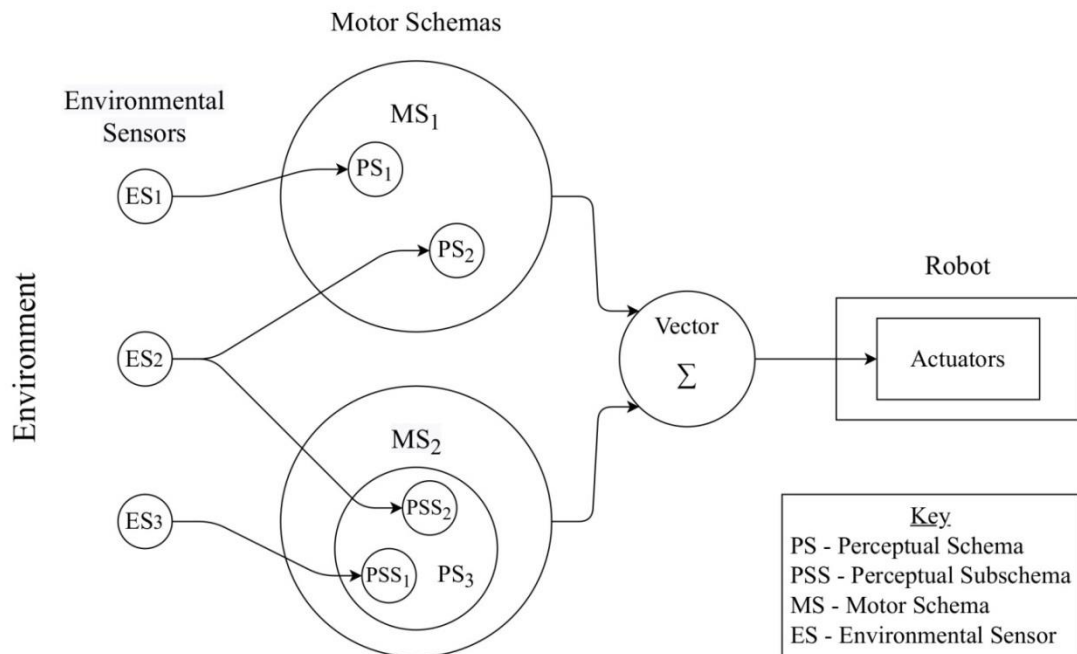 Motor Schemas
Environmental
Sensors
Environment
ES1
ES2
ES3
MS₁
PS₁
PS₂
MS₂
PSS₂
PSS₁
PS₃
Vector
Σ
Robot
Actuators
Key
PS - Perceptual Schema
PSS - Perceptual Subschema
MS - Motor Schema
ES - Environmental Sensor